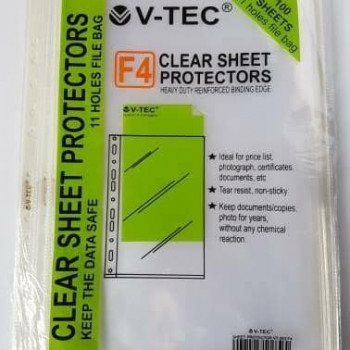 V-TEC®
100
SHEETS
11 holes file bag
F4
CLEAR SHEET
PROTECTORS
HEAVY DUTY REINFORCED BINDING EDGE
CLEAR SHEET PROTECTORS
11 HOLES FILE BAG
KEEP THE DATA SAFE
V-TEC®
V-TEC®
★ Ideal for price list,
photograph, certificates.
documents, etc
★ Tear resist, non-sticky.
★ Keep documents/copies,
photo for years,
without any chemical
reaction.
V-TEC®